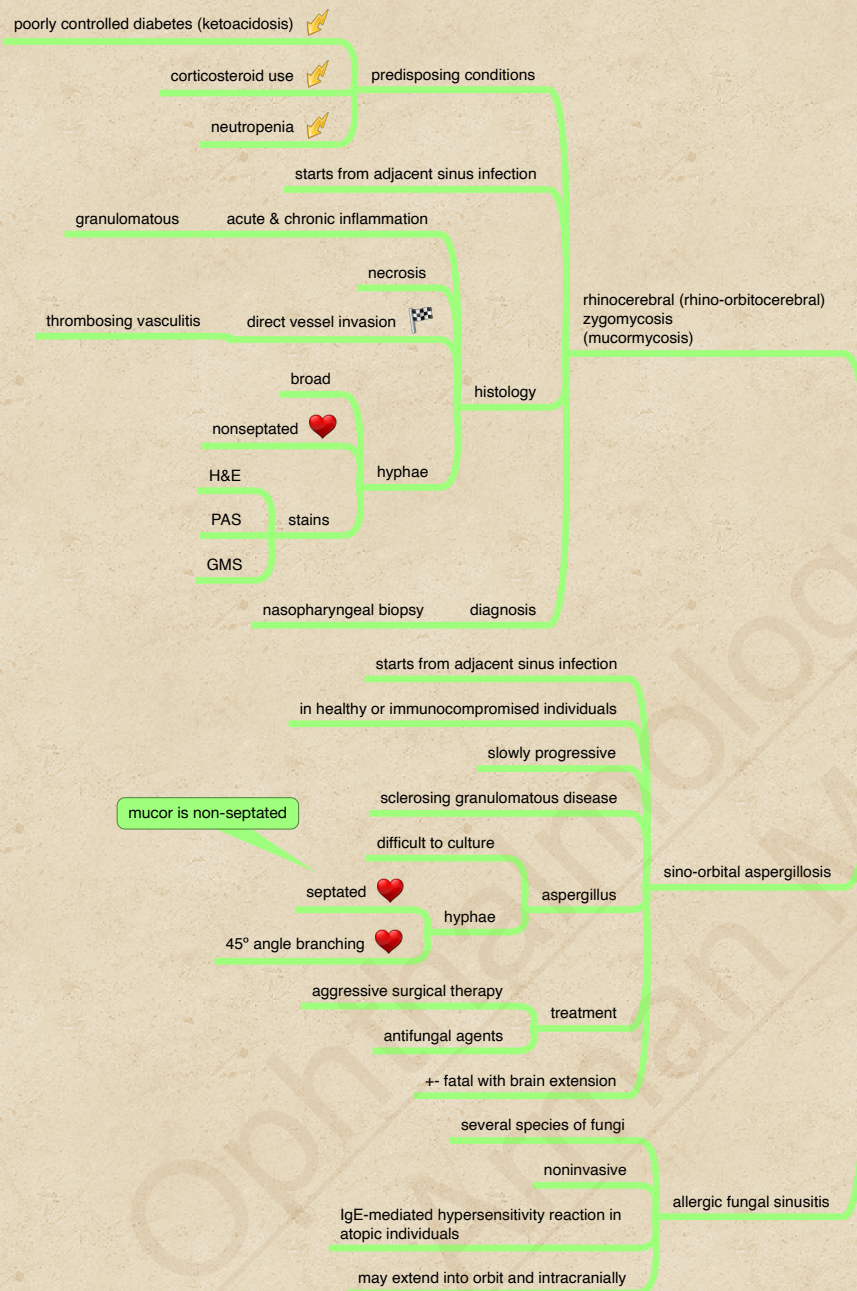 poorly controlled diabetes (ketoacidosis)
corticosteroid use
neutropenia
predisposing conditions
starts from adjacent sinus infection
granulomatous
acute & chronic inflammation
necrosis
thrombosing vasculitis
direct vessel invasion
broad
nonseptated
H&E
PAS
GMS
stains
hyphae
histology
nasopharyngeal biopsy
diagnosis
rhinocerebral (rhino-orbitocerebral)
zygomycosis
(mucormycosis)
starts from adjacent sinus infection
in healthy or immunocompromised individuals
slowly progressive
sclerosing granulomatous disease
mucor is non-septated
difficult to culture
septated
45º angle branching
hyphae
aspergillus
aggressive surgical therapy
antifungal agents
treatment
+- fatal with brain extension
sino-orbital aspergillosis
several species of fungi
noninvasive
IgE-mediated hypersensitivity reaction in
atopic individuals
may extend into orbit and intracranially
allergic fungal sinusitis